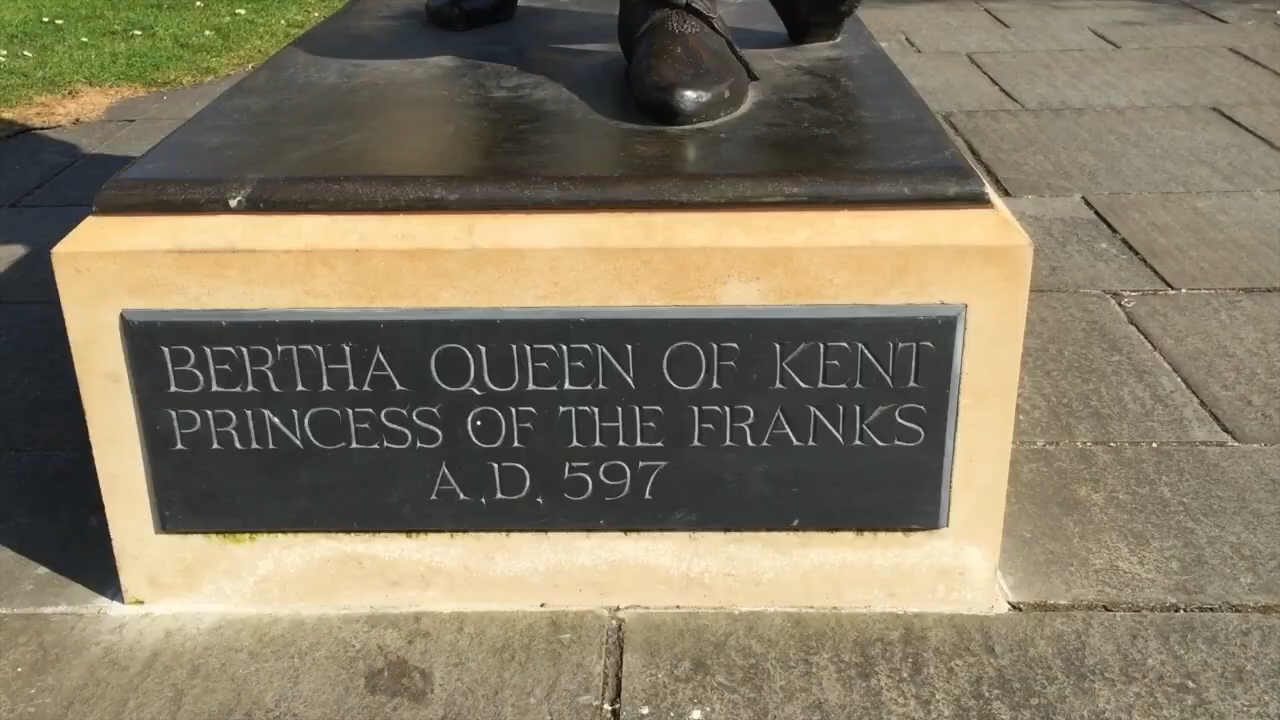 BERTHA QUEEN OF KENT
PRINCESS OF THE FRANKS
A.D. 597